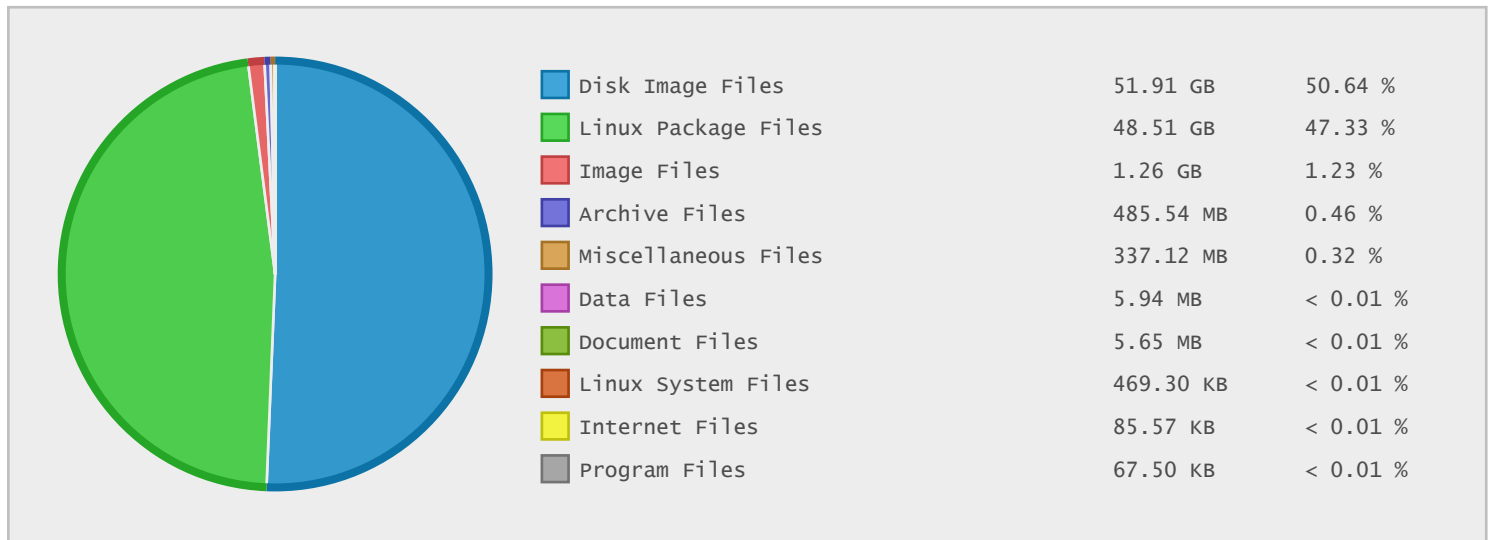 Disk Image Files 51.91 GB 50.64 %
Linux Package Files 48.51 GB 47.33 %
Image Files 1.26 GB 1.23 %
Archive Files 485.54 MB 0.46 %
Miscellaneous Files 337.12 MB 0.32 %
Data Files 5.94 MB < 0.01 %
Document Files 5.65 MB < 0.01 %
Linux System Files 469.30 KB < 0.01 %
Internet Files 85.57 KB < 0.01 %
Program Files 67.50 KB < 0.01 %